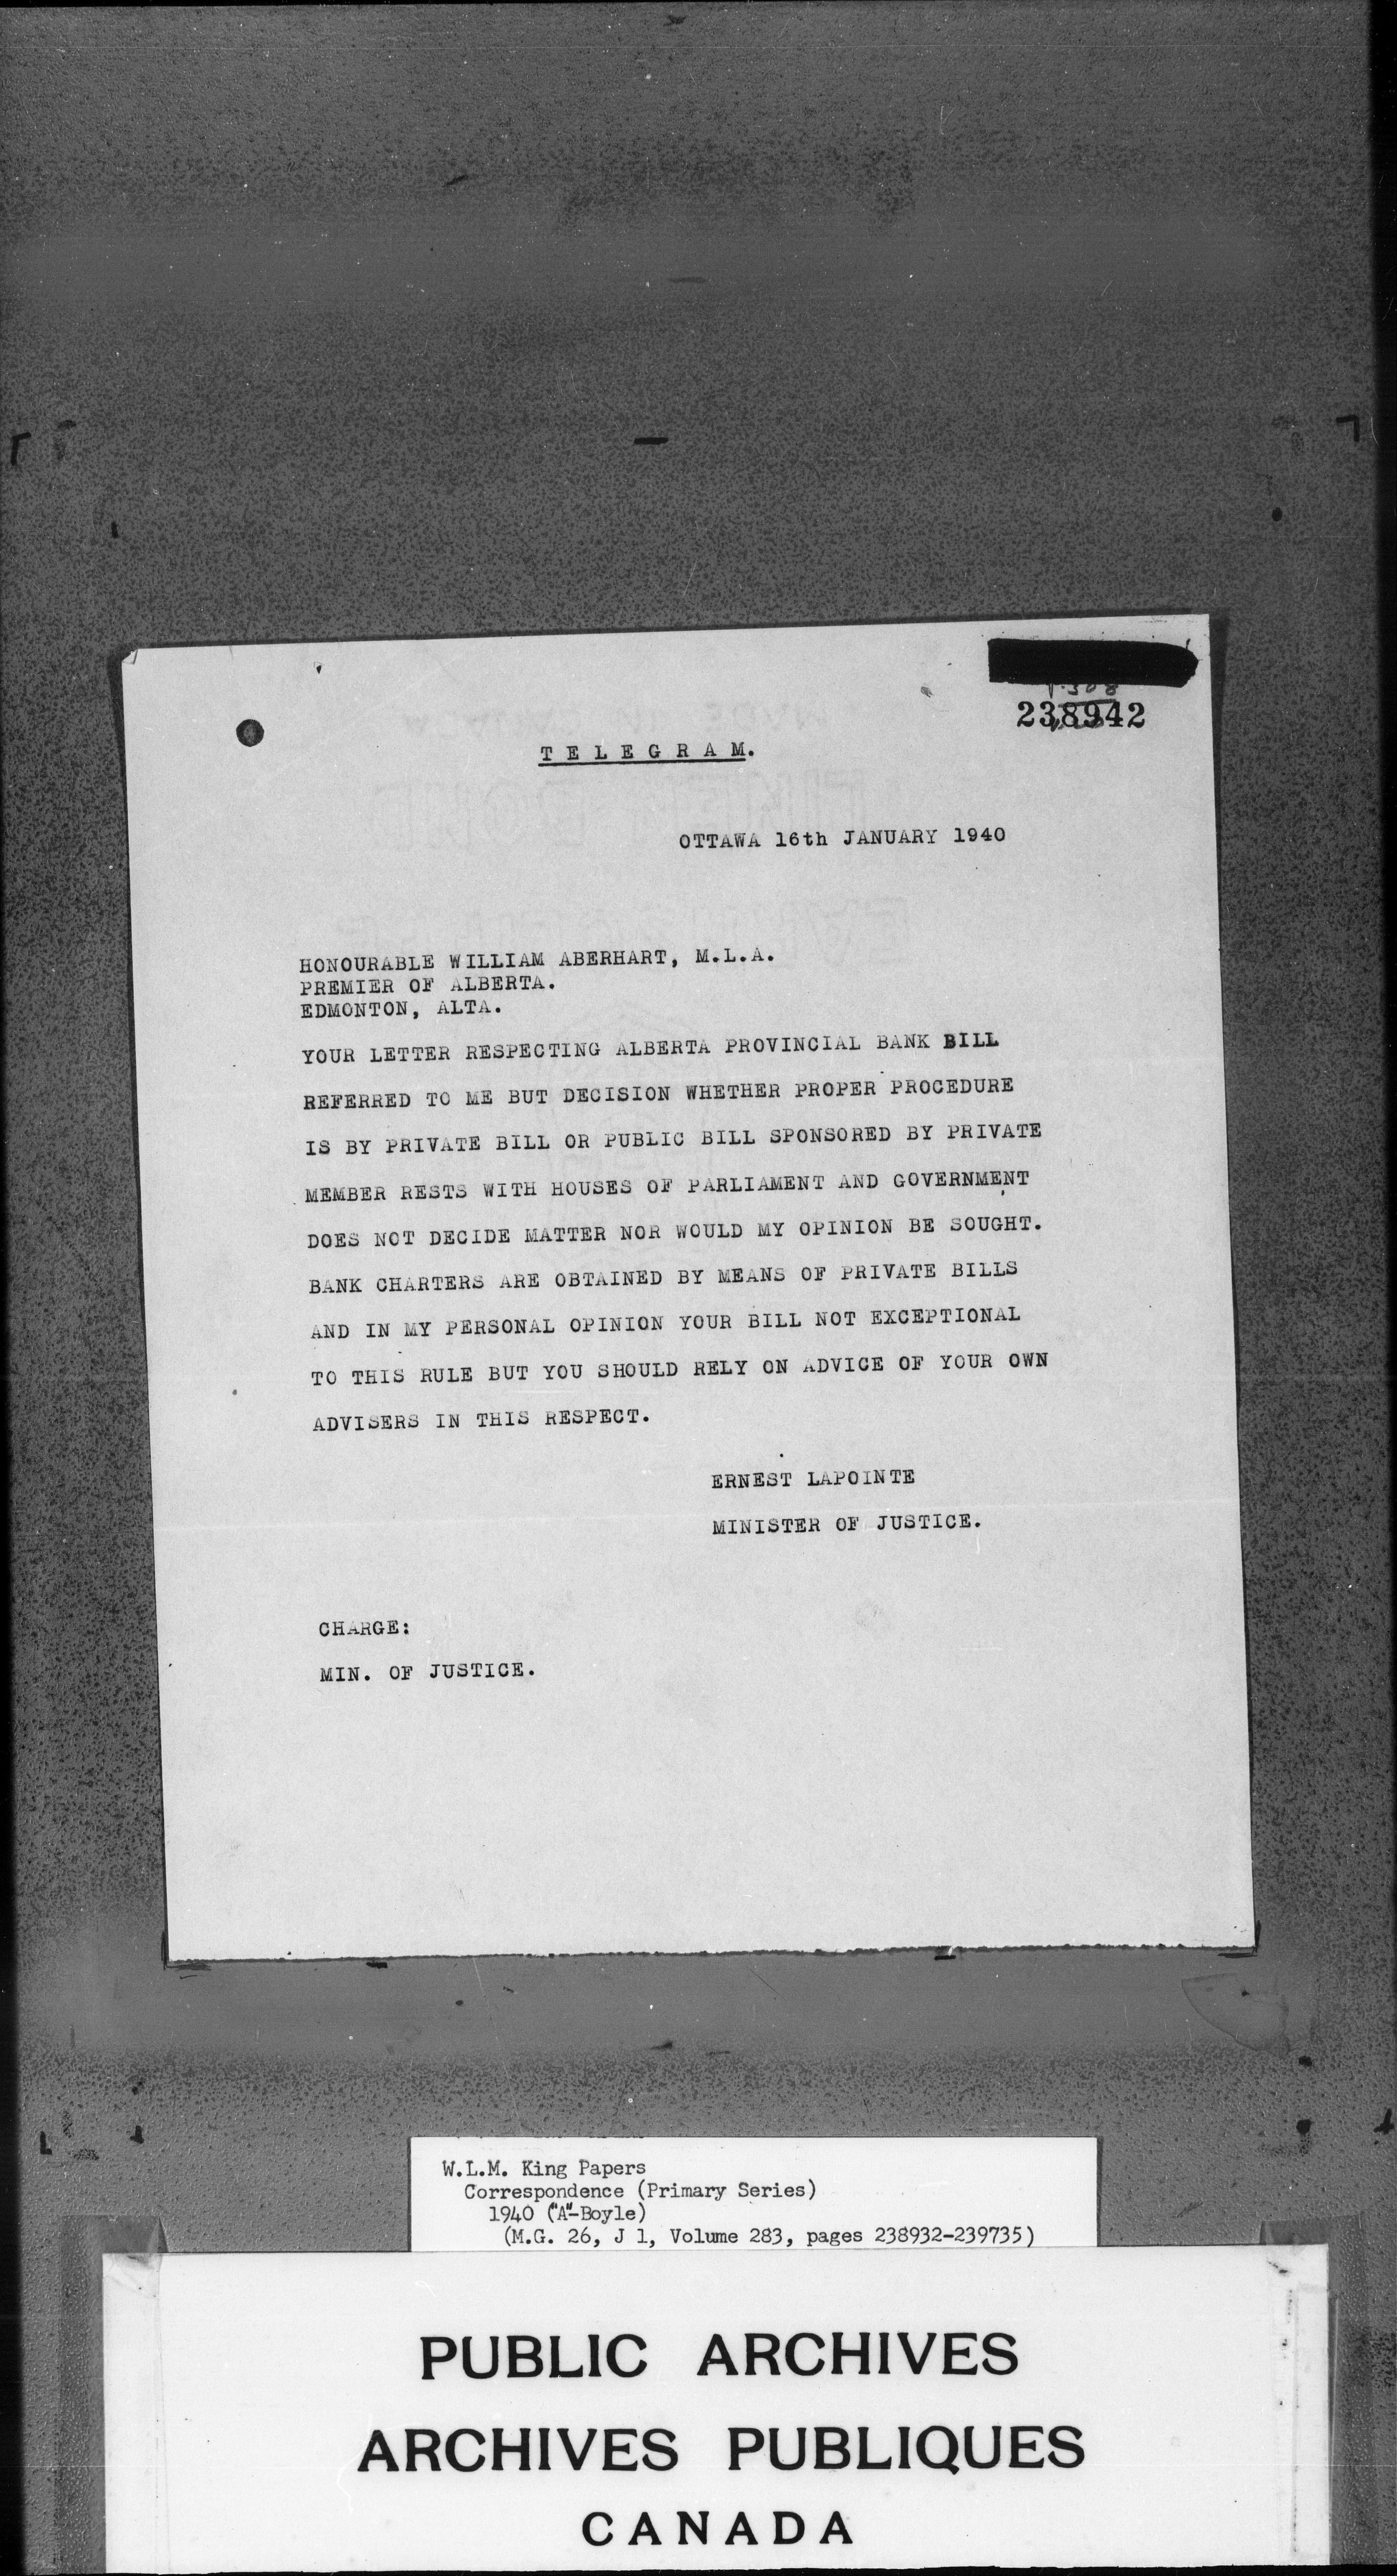 238942
T E L E G R A M.
OTTAWA 16th JANUARY 1940
HONOURABLE WILLIAM ABERHART, M.L.A.
PREMIER OF ALBERTA.
EDMONTON, ALTA.
YOUR LETTER RESPECTING ALBERTA PROVINCIAL BANK BILL
REFERRED TO ME BUT DECISION WHETHER PROPER PROCEDURE
IS BY PRIVATE BILL OR PUBLIC BILL SPONSORED BY PRIVATE
MEMBER RESTS WITH HOUSES OF PARLIAMENT AND GOVERNMENT
DOES NOT DECIDE MATTER NOR WOULD MY OPINION BE SOUGHT.
BANK CHARTERS ARE OBTAINED BY MEANS OF PRIVATE BILLS
AND IN MY PERSONAL OPINION YOUR BILL NOT EXCEPTIONAL
TO THIS RULE BUT YOU SHOULD RELY ON ADVICE OF YOUR OWN
ADVISERS IN THIS RESPECT.
ERNEST LAPOINTE
MINISTER OF JUSTICE.
CHARGE:
MIN. OF JUSTICE.
W.L.M. King Papers
Correspondence (Primary Series)
1940 ("A"-Boyle)
(M.G. 26, J 1, Volume 283, pages 238932-239735)
PUBLIC ARCHIVES
ARCHIVES PUBLIQUES
CANADA